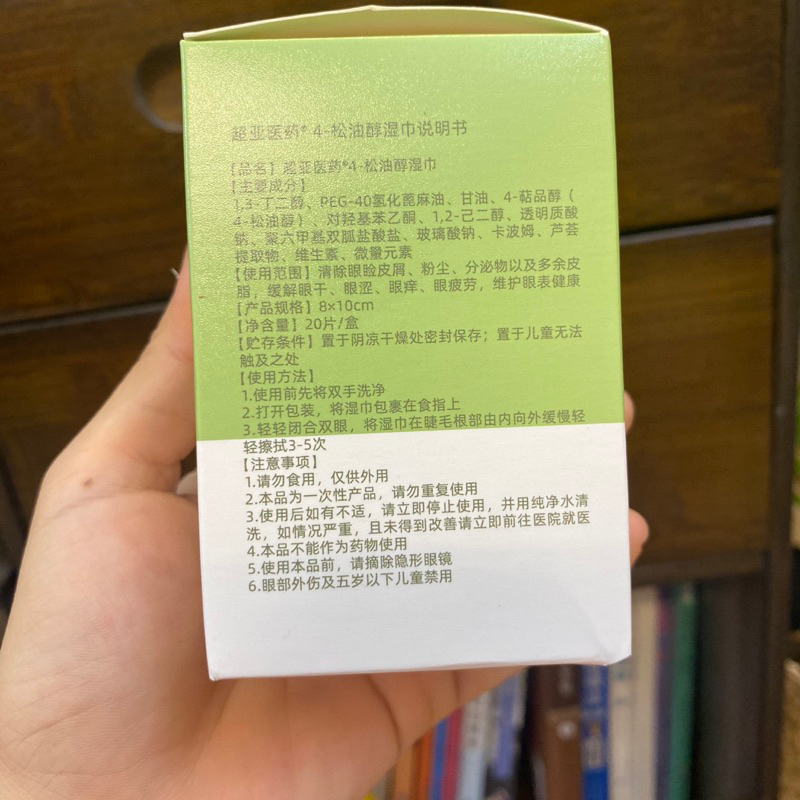 超亚医药® 4-松油醇湿巾说明书
【品名】超亚医药®4-松油醇湿巾
【主要成分】
1,3-丁二醇、PEG-40氢化蓖麻油、甘油、4-萜品醇（
4-松油醇）、对羟基苯乙酮、1,2-己二醇、透明质酸
钠、聚六甲基双胍盐酸盐、玻璃酸钠、卡波姆、芦荟
提取物、维生素、微量元素
【使用范围】清除眼睑皮屑、粉尘、分泌物以及多余皮
脂，缓解眼干、眼涩、眼痒、眼疲劳，维护眼表健康
【产品规格】8×10cm
【净含量】20片/盒
【贮存条件】置于阴凉干燥处密封保存；置于儿童无法
触及之处
【使用方法】
1.使用前先将双手洗净
2.打开包装，将湿巾包裹在食指上
3.轻轻闭合双眼，将湿巾在睫毛根部由内向外缓慢轻
轻擦拭3-5次
【注意事项】
1.请勿食用，仅供外用
2.本品为一次性产品，请勿重复使用
3.使用后如有不适，请立即停止使用，并用纯净水清
洗，如情况严重，且未得到改善请立即前往医院就医
4.本品不能作为药物使用
5.使用本品前，请摘除隐形眼镜
6.眼部外伤及五岁以下儿童禁用